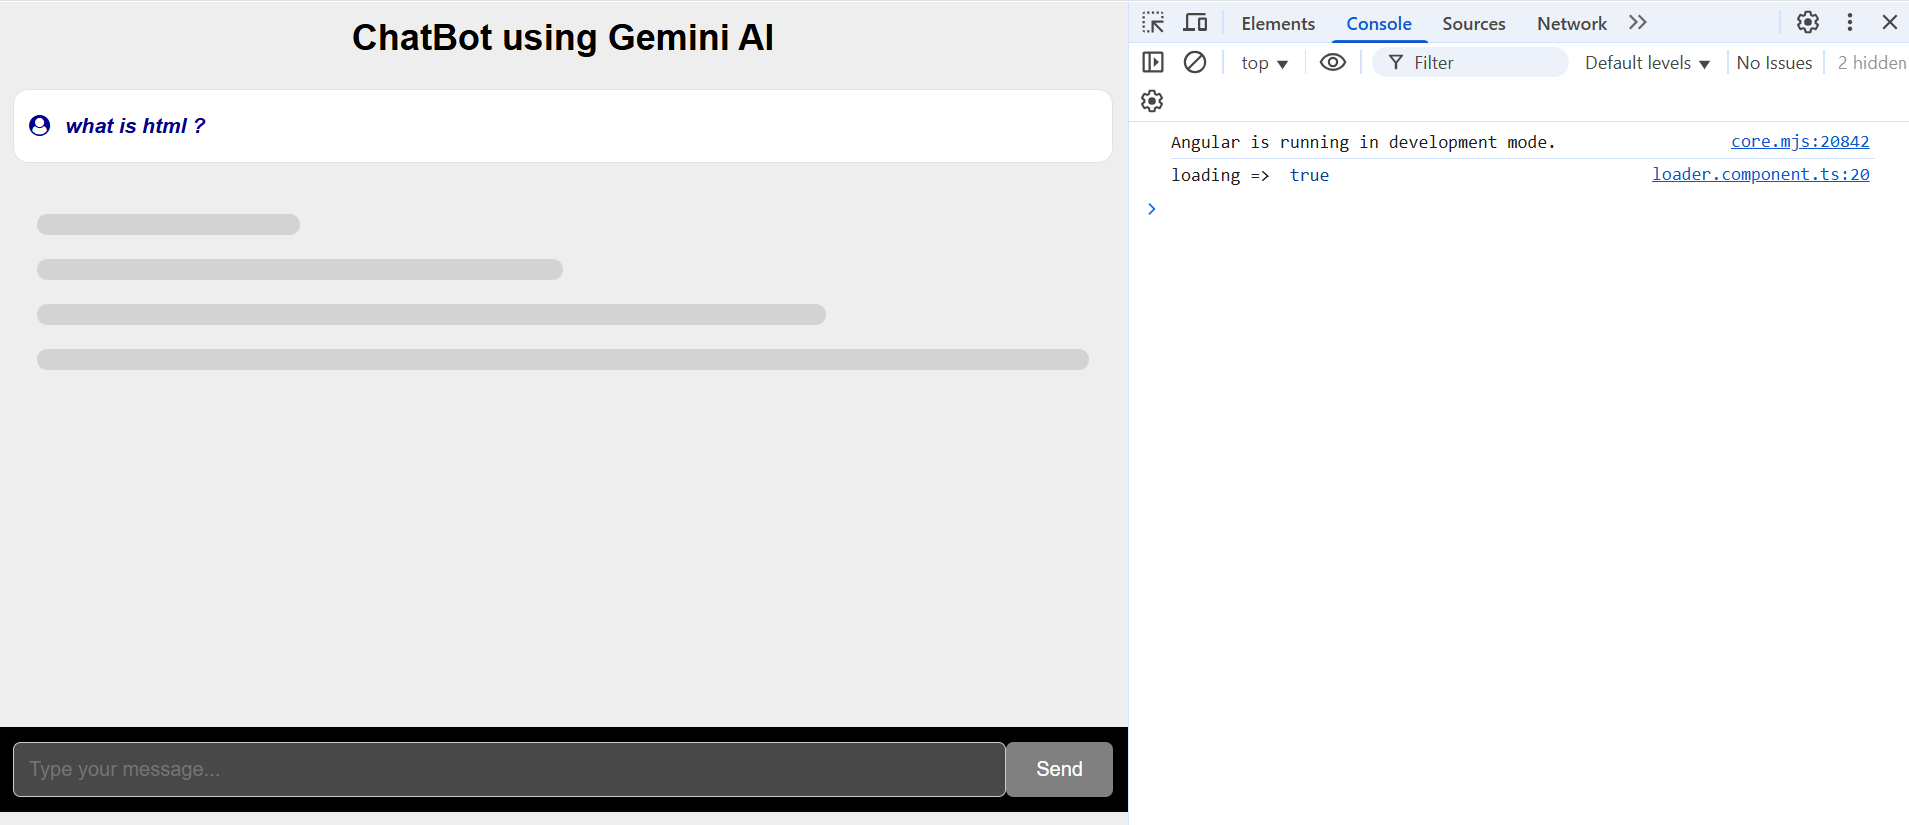 ChatBot using Gemini AI
what is html ?
Type your message...
Send
Elements Console Sources Network
top Filter Default levels No Issues 2 hidden
Angular is running in development mode. core.mjs:20842
loading => true loader.component.ts:20